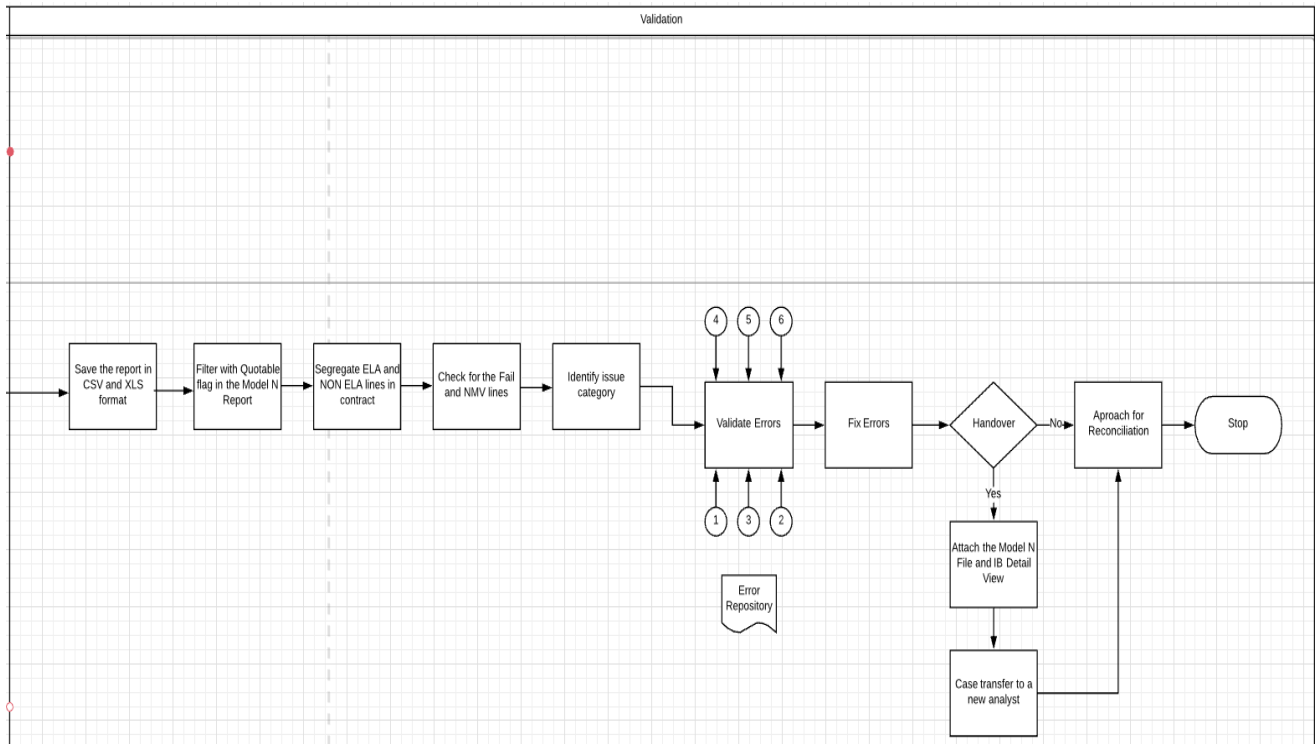 Validation
4
5
6
Save the report in
CSV and XLS
format
Filter with Quotable
flag in the Model N
Report
Segregate ELA and
NON ELA lines in
contract
Check for the Fail
and NMV lines
Identify issue
category
Validate Errors
Fix Errors
Handover
No
Aproach for
Reconciliation
Stop
Yes
1
3
2
Attach the Model N
File and IB Detail
View
Error
Repository
Case transfer to a
new analyst